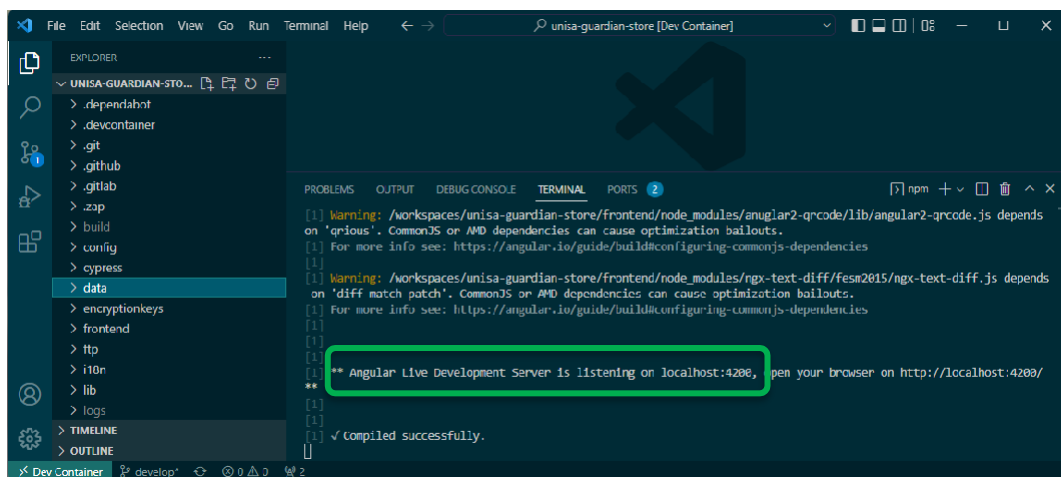 File Edit Selection View Go Run Terminal Help
unisa-guardian-store [Dev Container]
EXPLORER
UNISA-GUARDIAN-STO...
.dependabot
.devcontainer
.git
.github
.gitlab
.zap
build
config
cypress
data
encryptionkeys
frontend
ftp
i18n
lib
logs
TIMELINE
OUTLINE
PROBLEMS OUTPUT DEBUG CONSOLE TERMINAL PORTS 2
npm
[1] Warning: /workspaces/unisa-guardian-store/frontend/node_modules/anuglar2-qrcode/lib/angular2-qrcode.js depends
on 'qrious'. CommonJS or AMD dependencies can cause optimization bailouts.
[1] For more info see: https://angular.io/guide/build#configuring-commonjs-dependencies
[1]
[1] Warning: /workspaces/unisa-guardian-store/frontend/node_modules/ngx-text-diff/fesm2015/ngx-text-diff.js depends
on 'diff match patch'. CommonJS or AMD dependencies can cause optimization bailouts.
[1] For more info see: https://angular.io/guide/build#configuring-commonjs-dependencies
[1]
[1]
[1]
[1] ** Angular Live Development Server is listening on localhost:4200, open your browser on http://localhost:4200/
**
[1]
[1]
[1] √ Compiled successfully.
1
Dev Container develop* 0 0 2